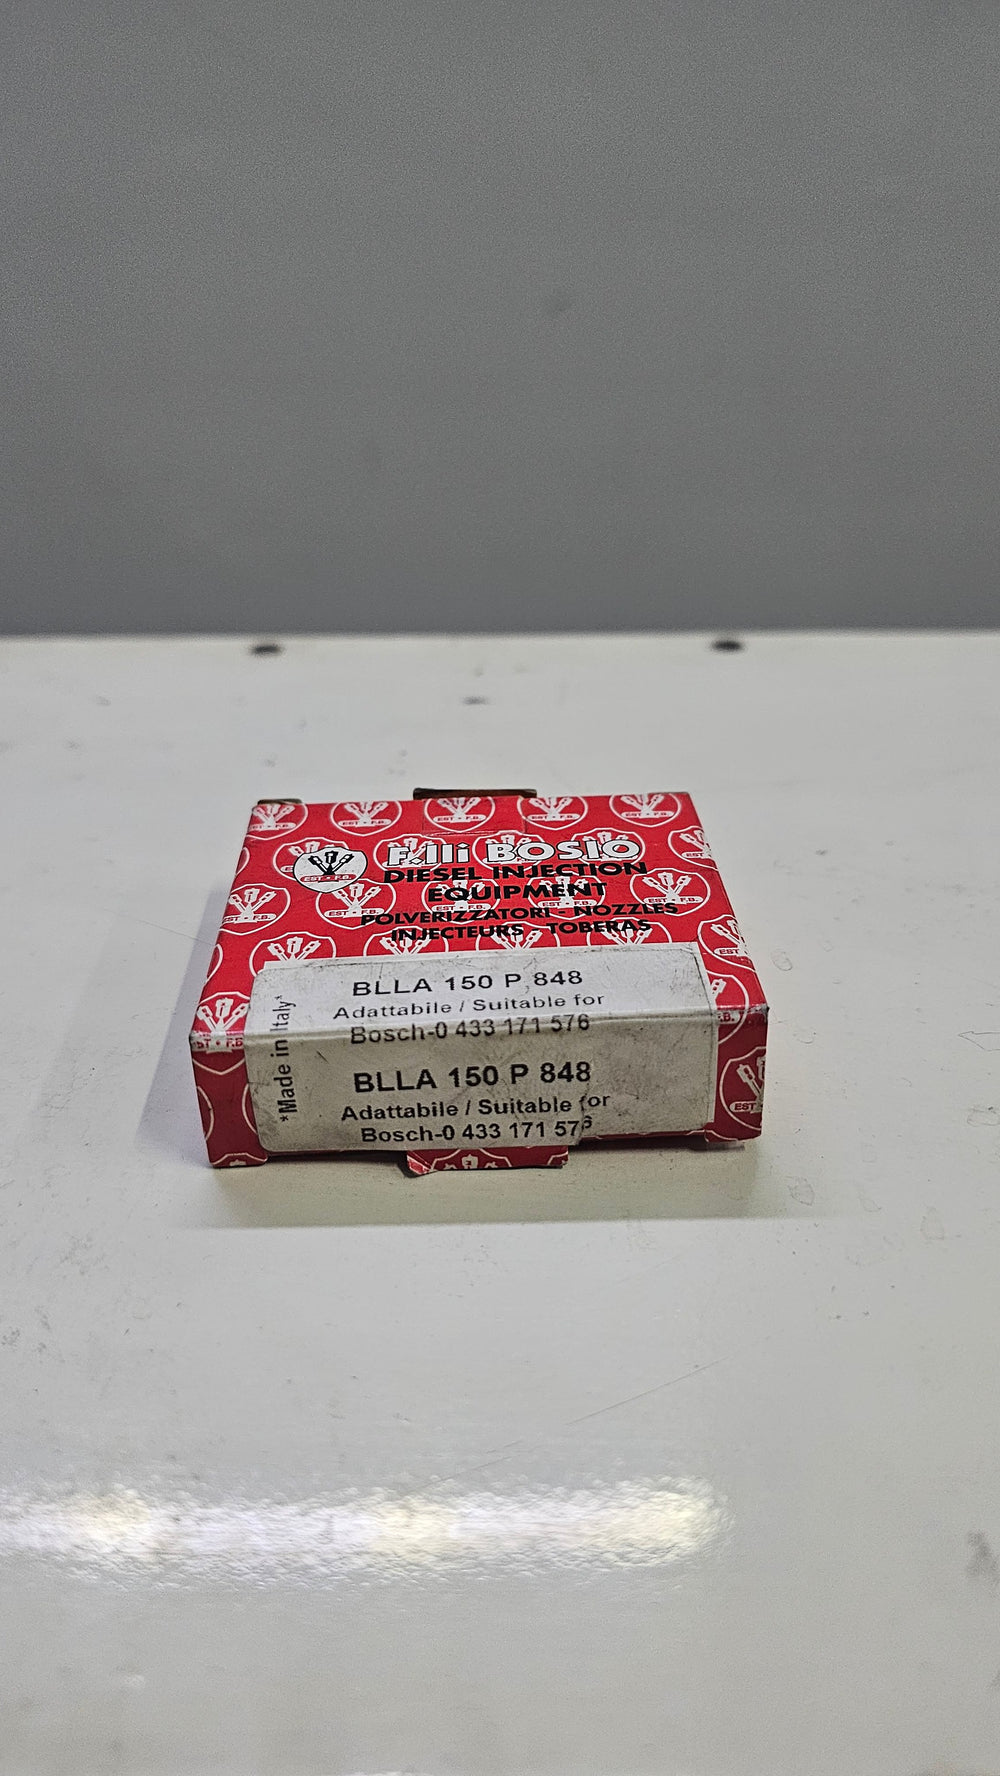 F.lli BOSIO
DIESEL INJECTION
EQUIPMENT
POLVERIZZATORI - NOZZLES
INJECTEURS - TOBERAS
EST • F.B.
*Made in Italy*
BLLA 150 P 848
Adattabile / Suitable for
Bosch-0 433 171 576
BLLA 150 P 848
Adattabile / Suitable for
Bosch-0 433 171 576